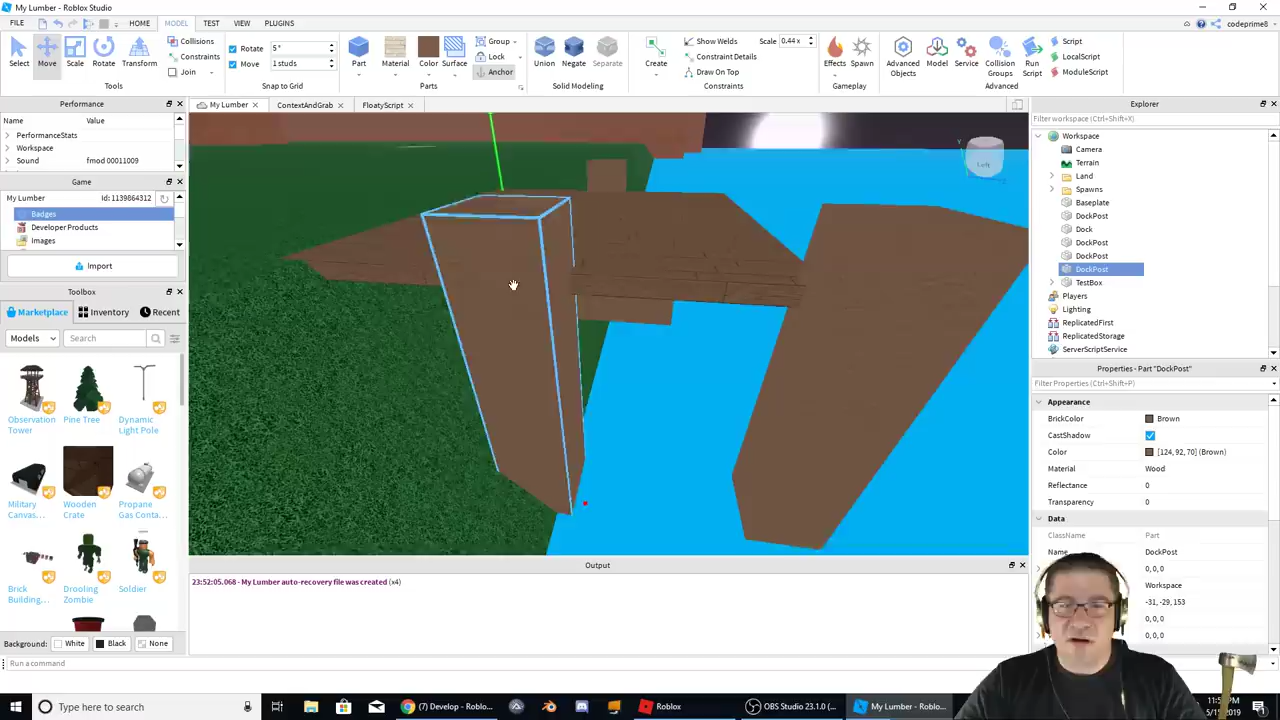 My Lumber - Roblox Studio
FILE HOME MODEL TEST VIEW PLUGINS codeprime8
Select Move Scale Rotate Transform
Collisions
Constraints
Join
Tools
Rotate 5 °
Move 1 studs
Snap to Grid
Part Material Color Surface
Group
Lock
Anchor
Parts
Union Negate Separate
Solid Modeling
Create
Show Welds Scale 0.44 x
Constraint Details
Draw On Top
Constraints
Effects Spawn
Gameplay
Advanced Objects
Model Service
Collision Groups
Run Script
Script
LocalScript
ModuleScript
Advanced
Performance
Name Value
PerformanceStats
Workspace
Sound fmod 00011009
Game
My Lumber Id: 1139864312
Badges
Developer Products
Images
Import
Toolbox
Marketplace Inventory Recent
Models Search
Observation Tower
Pine Tree
Dynamic Light Pole
Military Canvas...
Wooden Crate
Propane Gas Conta...
Brick Building...
Drooling Zombie
Soldier
Background: White Black None
Run a command
My Lumber ContextAndGrab FloatyScript
Left
Output
23:52:05.068 - My Lumber auto-recovery file was created (x4)
Explorer
Filter workspace (Ctrl+Shift+X)
Workspace
Camera
Terrain
Land
Spawns
Baseplate
DockPost
Dock
DockPost
DockPost
DockPost
TestBox
Players
Lighting
ReplicatedFirst
ReplicatedStorage
ServerScriptService
Properties - Part "DockPost"
Filter Properties (Ctrl+Shift+P)
Appearance
BrickColor Brown
CastShadow
Color [124, 92, 70] (Brown)
Material Wood
Reflectance 0
Transparency 0
Data
ClassName Part
Name DockPost
0, 0, 0
Workspace
-31, -29, 153
0, 0, 0
0, 0, 0
Type here to search
(7) Develop - Roblo...
Roblox
OBS Studio 23.1.0 (...
My Lumber - Roblo...